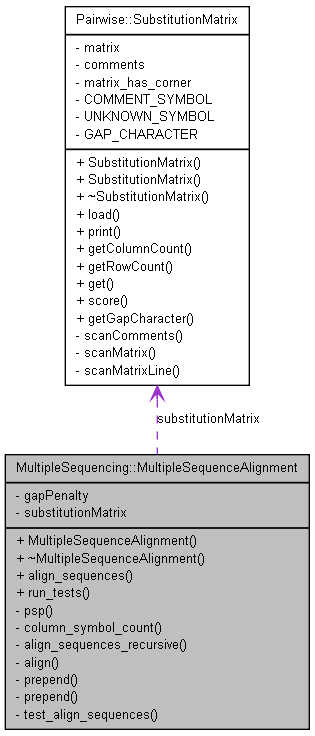 Pairwise::SubstitutionMatrix
- matrix
- comments
- matrix_has_corner
- COMMENT_SYMBOL
- UNKNOWN_SYMBOL
- GAP_CHARACTER
+ SubstitutionMatrix()
+ SubstitutionMatrix()
+ ~SubstitutionMatrix()
+ load()
+ print()
+ getColumnCount()
+ getRowCount()
+ get()
+ score()
+ getGapCharacter()
- scanComments()
- scanMatrix()
- scanMatrixLine()
substitutionMatrix
MultipleSequencing::MultipleSequenceAlignment
- gapPenalty
- substitutionMatrix
+ MultipleSequenceAlignment()
+ ~MultipleSequenceAlignment()
+ align_sequences()
+ run_tests()
- psp()
- column_symbol_count()
- align_sequences_recursive()
- align()
- prepend()
- prepend()
- test_align_sequences()